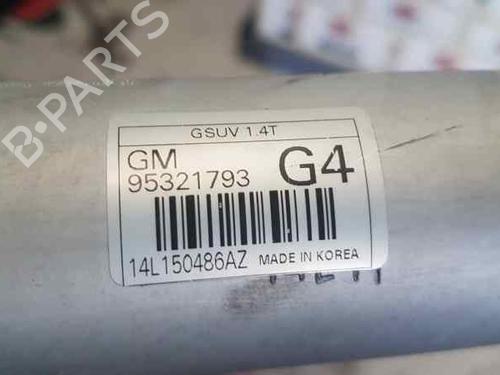 B-PARTS
GSUV 1.4T
GM
95321793
G4
14L150486AZ MADE IN KOREA